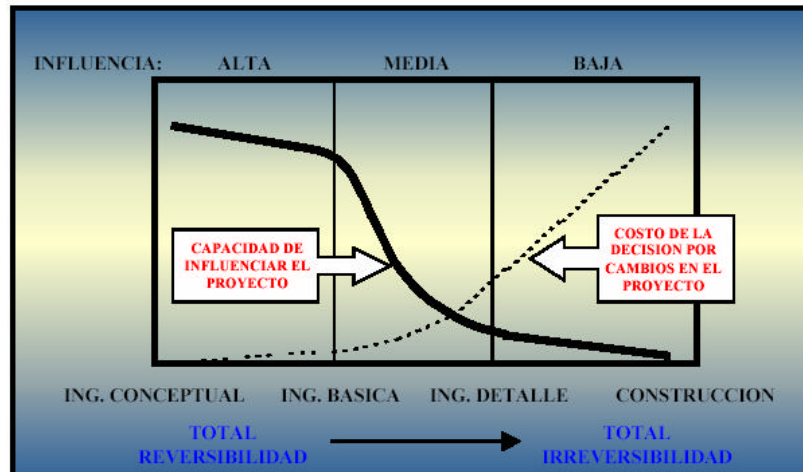 INFLUENCIA: ALTA MEDIA BAJA
CAPACIDAD DE
INFLUENCIAR EL
PROYECTO
COSTO DE LA
DECISION POR
CAMBIOS EN EL
PROYECTO
ING. CONCEPTUAL ING. BASICA ING. DETALLE CONSTRUCCION
TOTAL
REVERSIBILIDAD
TOTAL
IRREVERSIBILIDAD